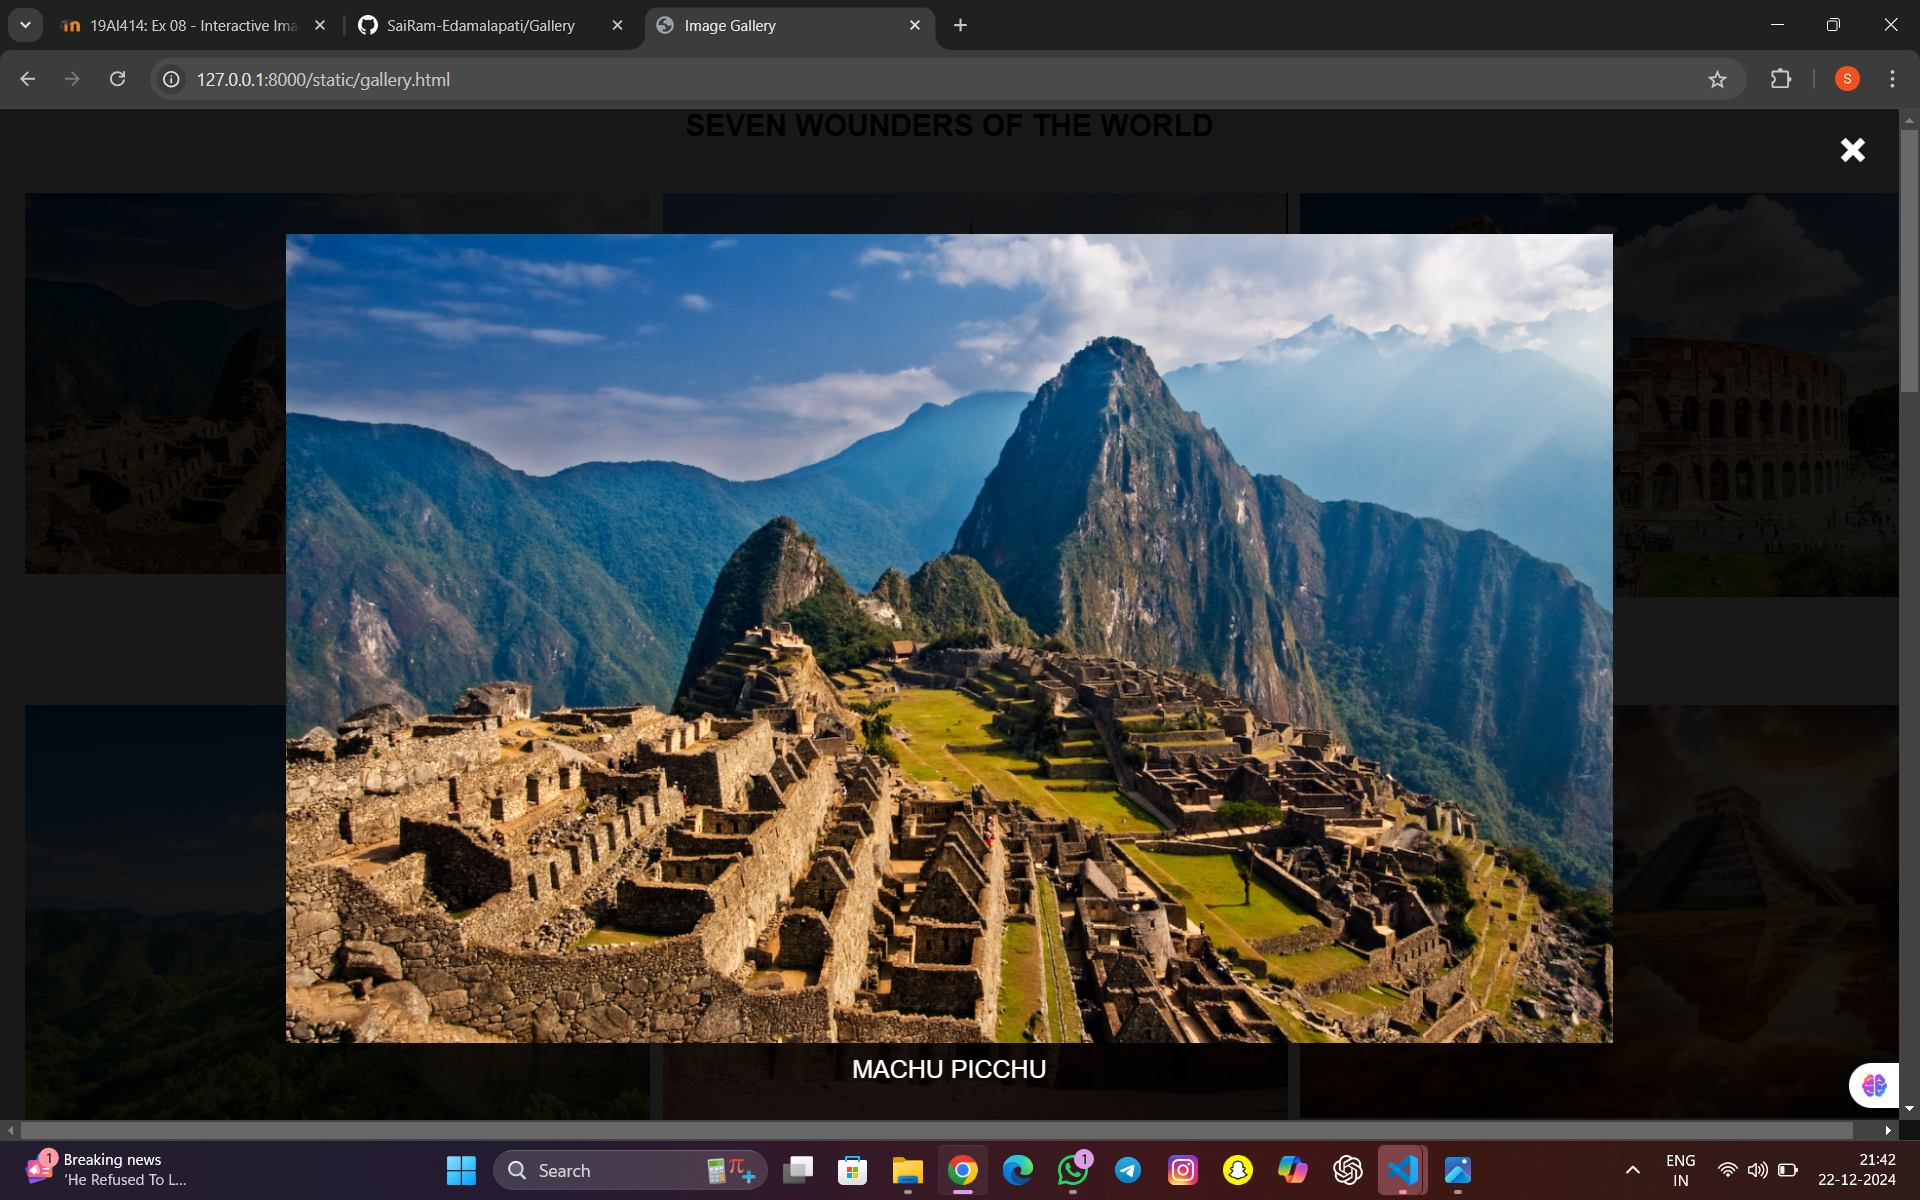 19AI414: Ex 08 - Interactive Ima
SaiRam-Edamalapati/Gallery
Image Gallery
127.0.0.1:8000/static/gallery.html
S
SEVEN WOUNDERS OF THE WORLD
MACHU PICCHU
1
Breaking news
'He Refused To L...
Search
1
ENG
IN
21:42
22-12-2024